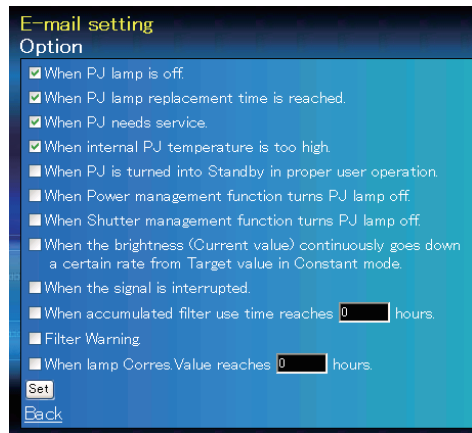 E-mail setting
Option
When PJ lamp is off.
When PJ lamp replacement time is reached.
When PJ needs service.
When internal PJ temperature is too high.
When PJ is turned into Standby in proper user operation.
When Power management function turns PJ lamp off.
When Shutter management function turns PJ lamp off.
When the brightness (Current value) continuously goes down
a certain rate from Target value in Constant mode.
When the signal is interrupted.
When accumulated filter use time reaches 0 hours.
Filter Warning.
When lamp Corres.Value reaches 0 hours.
Set
Back